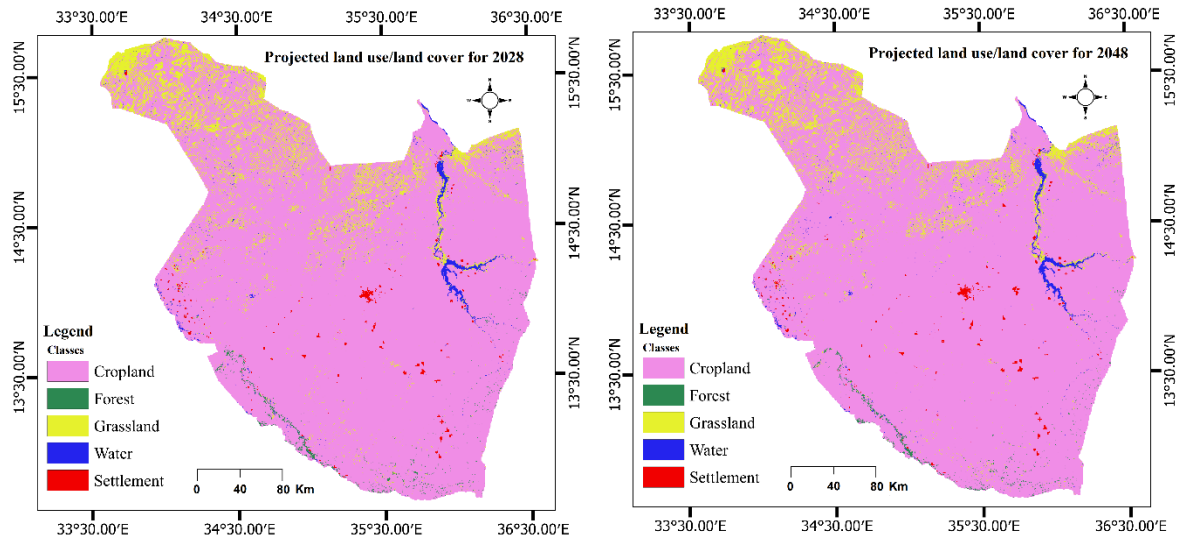 33°30.00′E 34°30.00′E 35°30.00′E 36°30.00′E
Projected land use/land cover for 2028
N
W E
S
15°30.00′N 15°30.00′N
14°30.00′N 14°30.00′N
13°30.00′N 13°30.00′N
Legend
Classes
Cropland
Forest
Grassland
Water
Settlement
0 40 80 Km
33°30.00′E 34°30.00′E 35°30.00′E 36°30.00′E
33°30.00′E 34°30.00′E 35°30.00′E 36°30.00′E
Projected land use/land cover for 2048
N
W E
S
15°30.00′N 15°30.00′N
14°30.00′N 14°30.00′N
13°30.00′N 13°30.00′N
Legend
Classes
Cropland
Forest
Grassland
Water
Settlement
0 40 80 Km
33°30.00′E 34°30.00′E 35°30.00′E 36°30.00′E